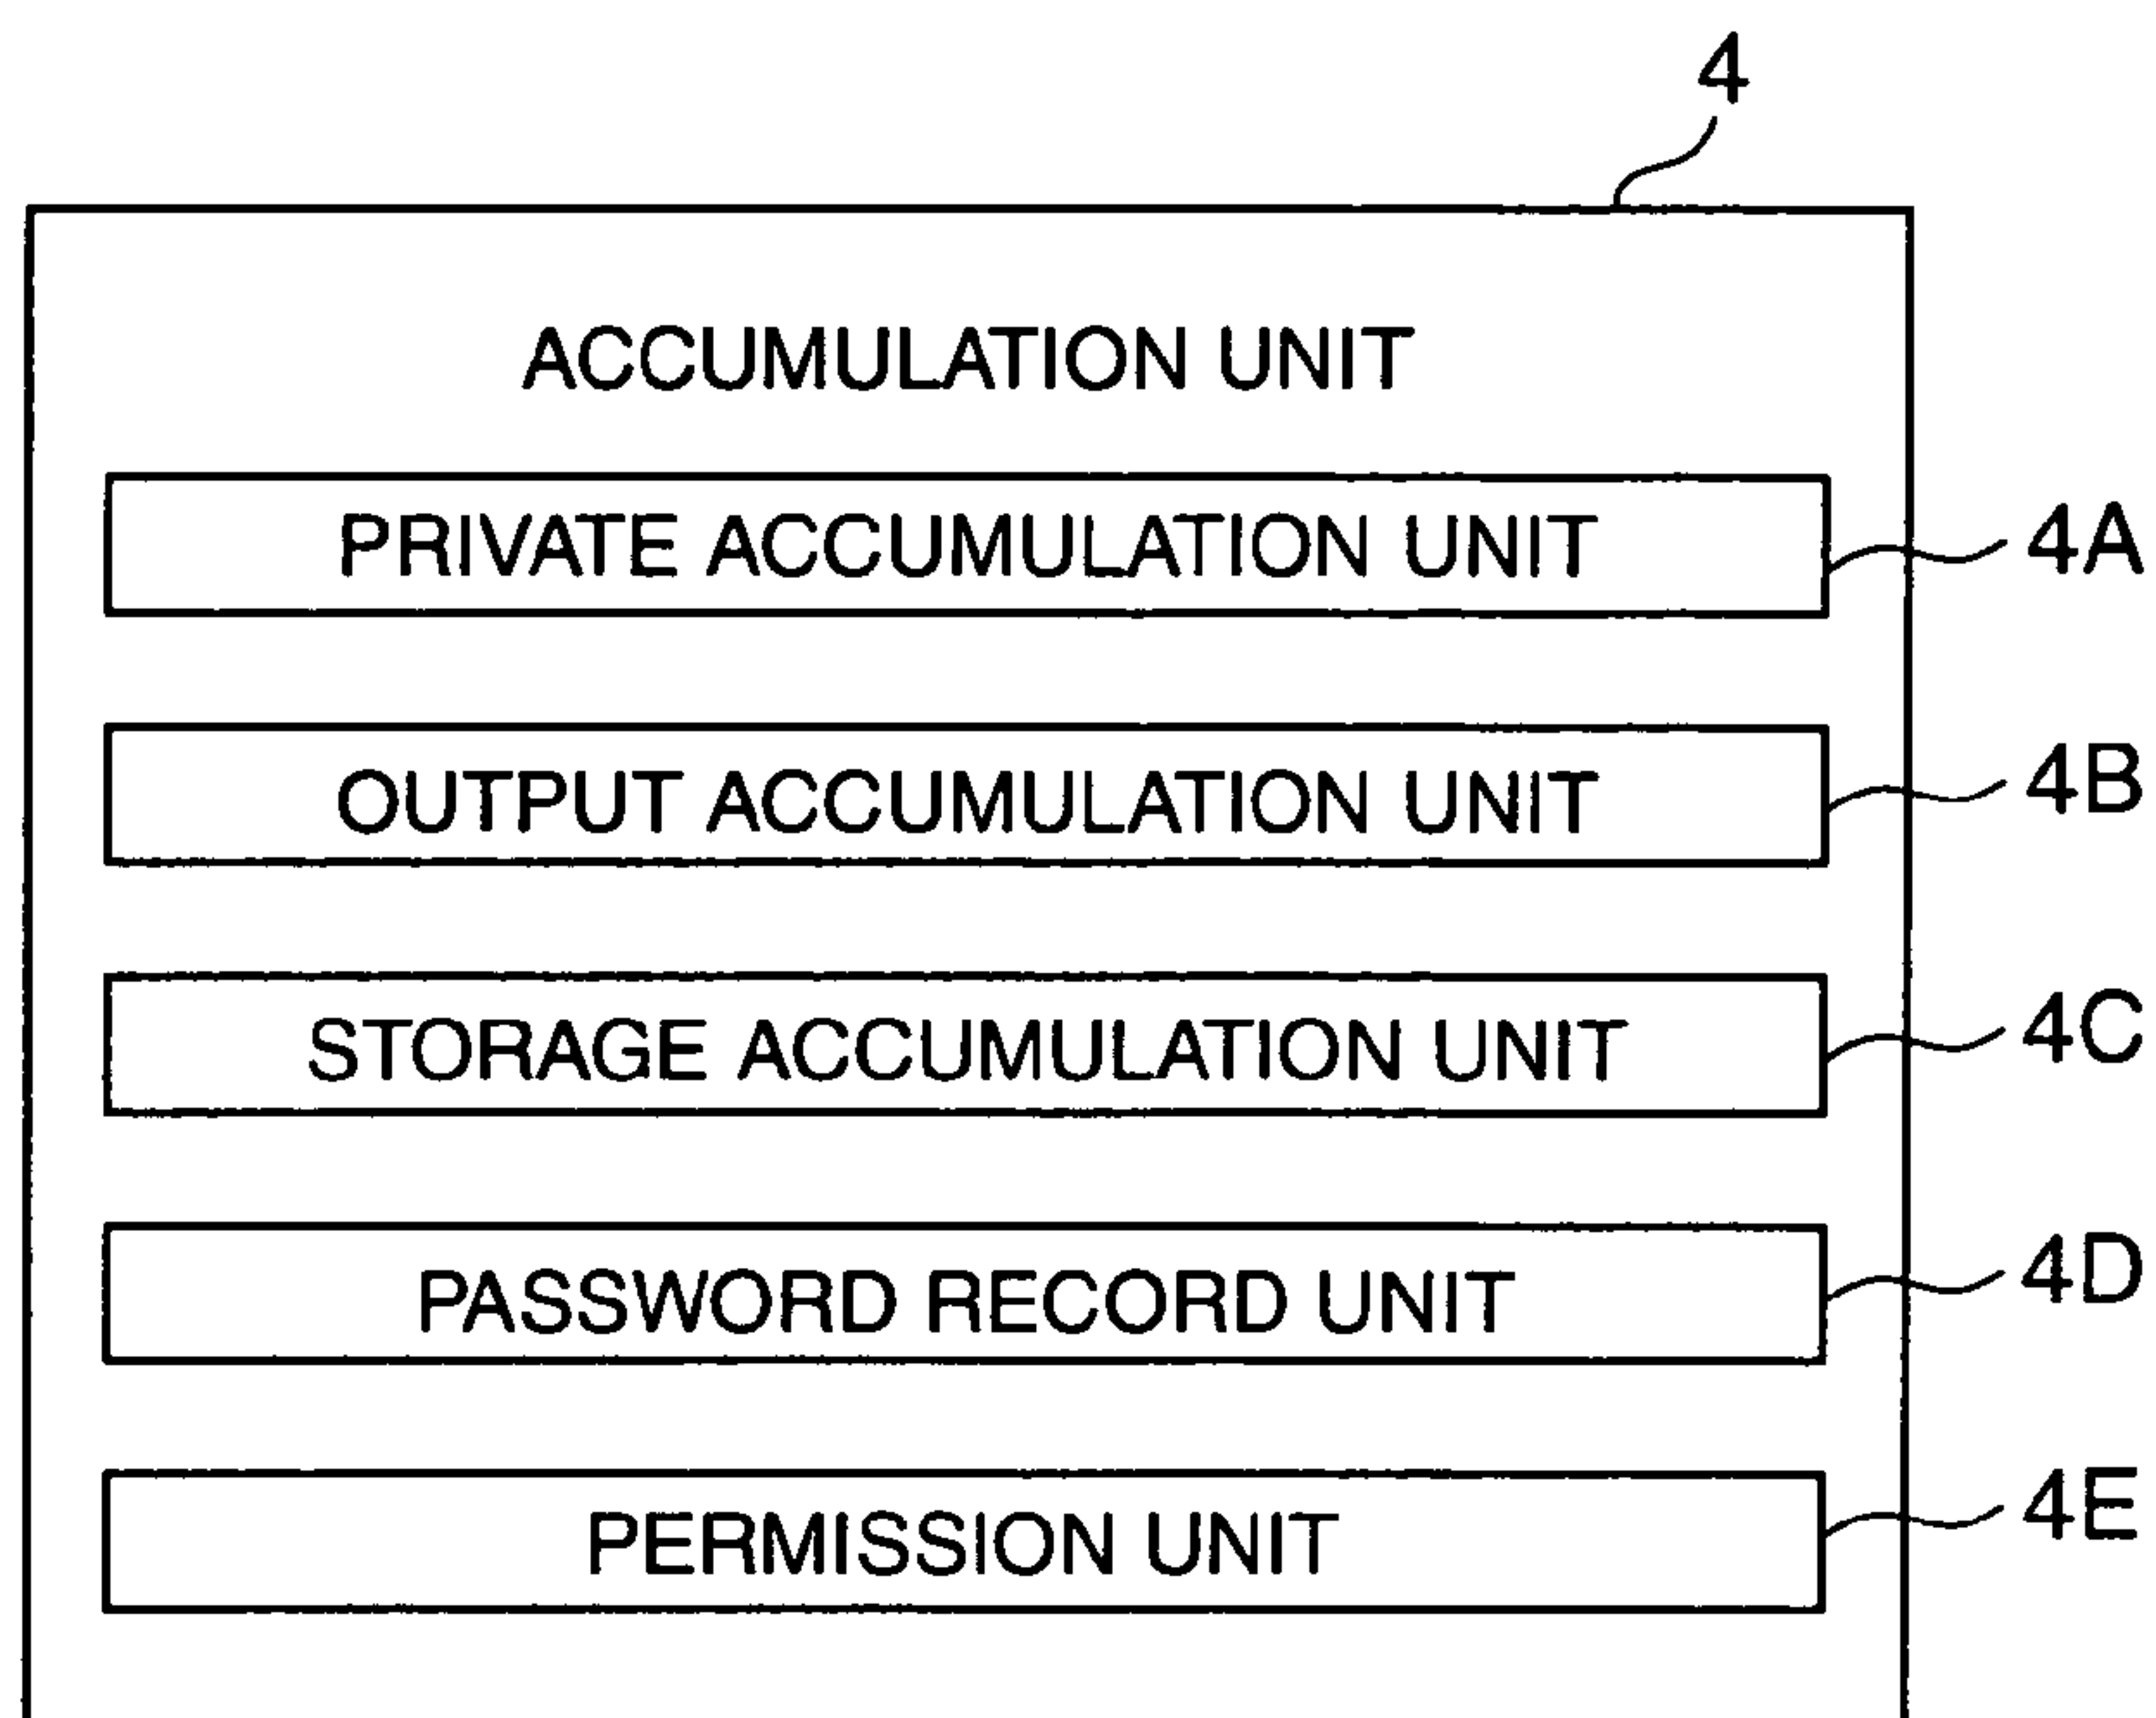 4
ACCUMULATION UNIT
PRIVATE ACCUMULATION UNIT
4A
OUTPUT ACCUMULATION UNIT
4B
STORAGE ACCUMULATION UNIT
4C
PASSWORD RECORD UNIT
4D
PERMISSION UNIT
4E